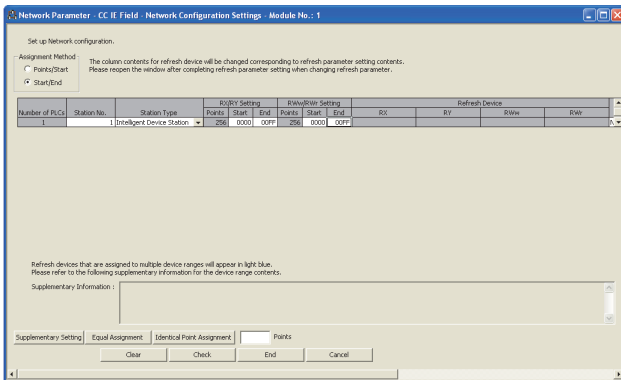 Network Parameter - CC IE Field - Network Configuration Settings - Module No.: 1
Set up Network configuration.
Assignment Method
Points/Start
Start/End
The column contents for refresh device will be changed corresponding to refresh parameter setting contents.
Please reopen the window after completing refresh parameter setting when changing refresh parameter.
RX/RY Setting RWw/RWr Setting Refresh Device
Number of PLCs Station No. Station Type Points Start End Points Start End RX RY RWw RWr
1 1 Intelligent Device Station 256 0000 00FF 256 0000 00FF
Refresh devices that are assigned to multiple device ranges will appear in light blue.
Please refer to the following supplementary information for the device range contents.
Supplementary Information :
Supplementary Setting Equal Assignment Identical Point Assignment Points
Clear Check End Cancel